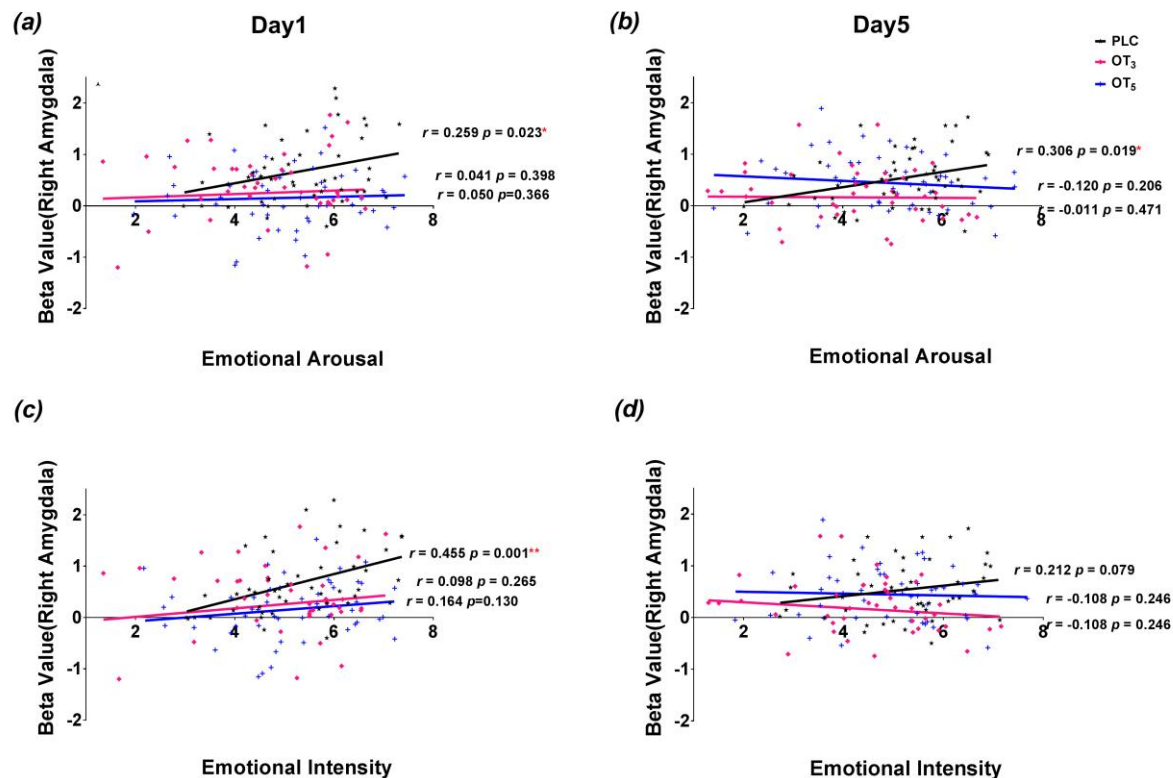 (a) Day1
(b) Day5
PLC
OT3
OT5
Beta Value(Right Amygdala)
2
1
0
-1
-2
2 4 6 8
r = 0.259 p = 0.023*
r = 0.041 p = 0.398
r = 0.050 p=0.366
Emotional Arousal
Beta Value(Right Amygdala)
2
1
0
-1
-2
2 4 6 8
r = 0.306 p = 0.019*
r = -0.120 p = 0.206
r = -0.011 p = 0.471
Emotional Arousal
(c)
Beta Value(Right Amygdala)
2
1
0
-1
-2
2 4 6 8
r = 0.455 p = 0.001**
r = 0.098 p = 0.265
r = 0.164 p=0.130
Emotional Intensity
(d)
Beta Value(Right Amygdala)
2
1
0
-1
-2
2 4 6 8
r = 0.212 p = 0.079
r = -0.108 p = 0.246
r = -0.108 p = 0.246
Emotional Intensity